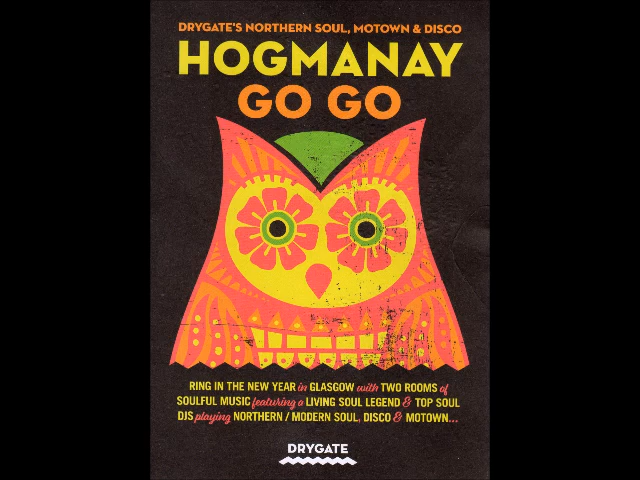 DRYGATE'S NORTHERN SOUL, MOTOWN & DISCO
HOGMANAY
GO GO
RING IN THE NEW YEAR in GLASGOW with TWO ROOMS of
SOULFUL MUSIC featuring a LIVING SOUL LEGEND & TOP SOUL
DJS playing NORTHERN / MODERN SOUL, DISCO & MOTOWN...
DRYGATE